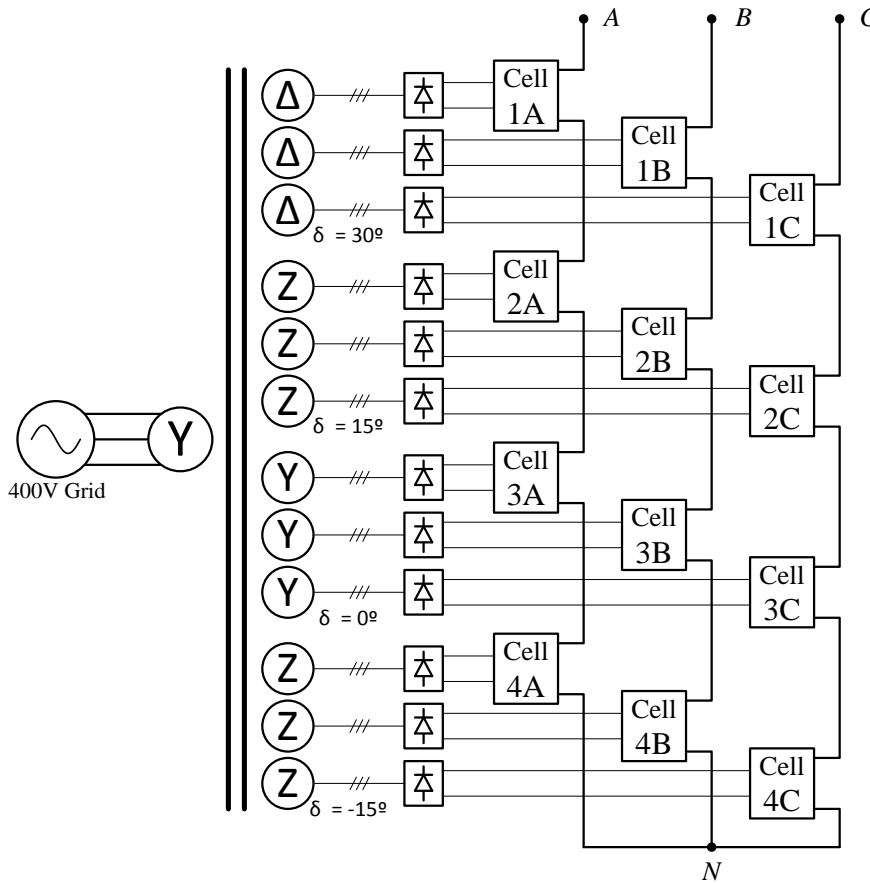 A
B
C
Δ
Cell
1A
Δ
Cell
1B
Δ
Cell
1C
δ = 30º
Z
Cell
2A
Z
Cell
2B
Z
Cell
2C
δ = 15º
Y
400V Grid
Y
Cell
3A
Y
Cell
3B
Y
Cell
3C
δ = 0º
Z
Cell
4A
Z
Cell
4B
Z
Cell
4C
δ = -15º
N